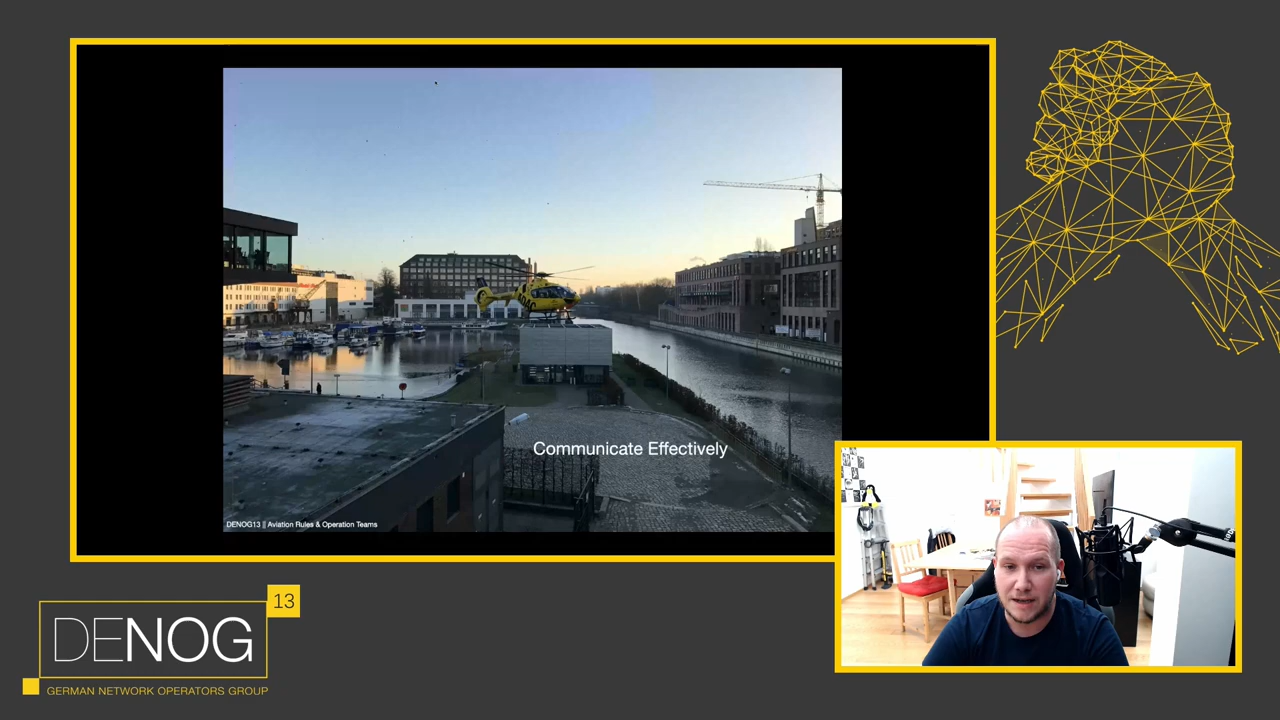 Communicate Effectively
DENOG13 || Aviation Rules & Operation Teams
13
DENOG
GERMAN NETWORK OPERATORS GROUP